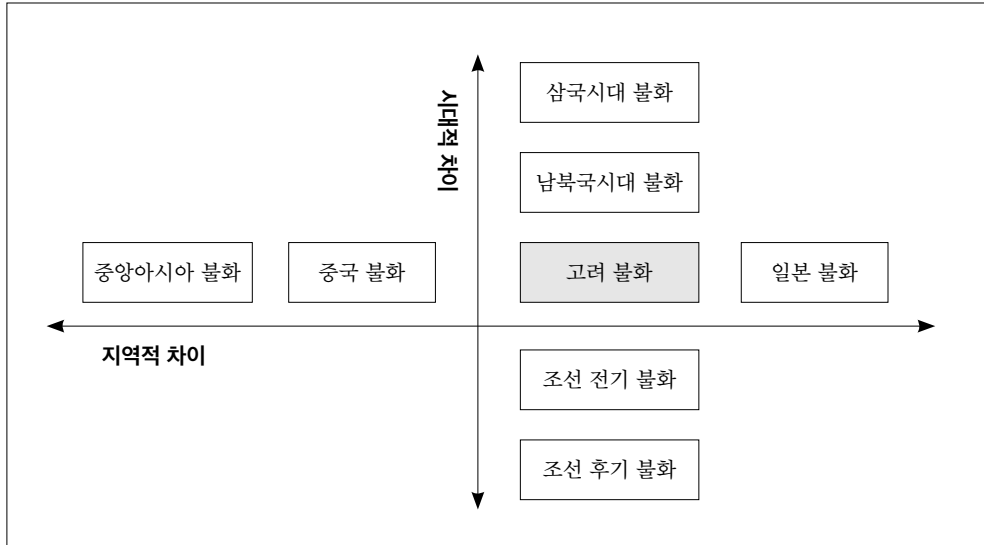 시대적 차이
삼국시대 불화
남북국시대 불화
중앙아시아 불화
중국 불화
고려 불화
일본 불화
지역적 차이
조선 전기 불화
조선 후기 불화